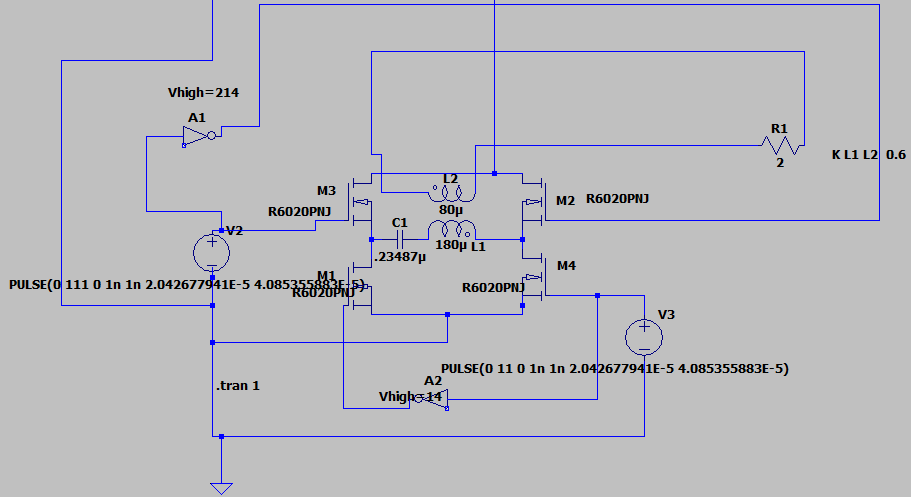 Vhigh=214
A1
R1
2
K L1 L2 0.6
L2
M3
R6020PNJ
M2
R6020PNJ
80µ
C1
V2
180µ
L1
.23487µ
M1
M4
PULSE(0 111 0 1n 1n 2.042677941E-5 4.085355883E-5)
R6020PNJ
R6020PNJ
V3
PULSE(0 11 0 1n 1n 2.042677941E-5 4.085355883E-5)
A2
.tran 1
Vhigh=14